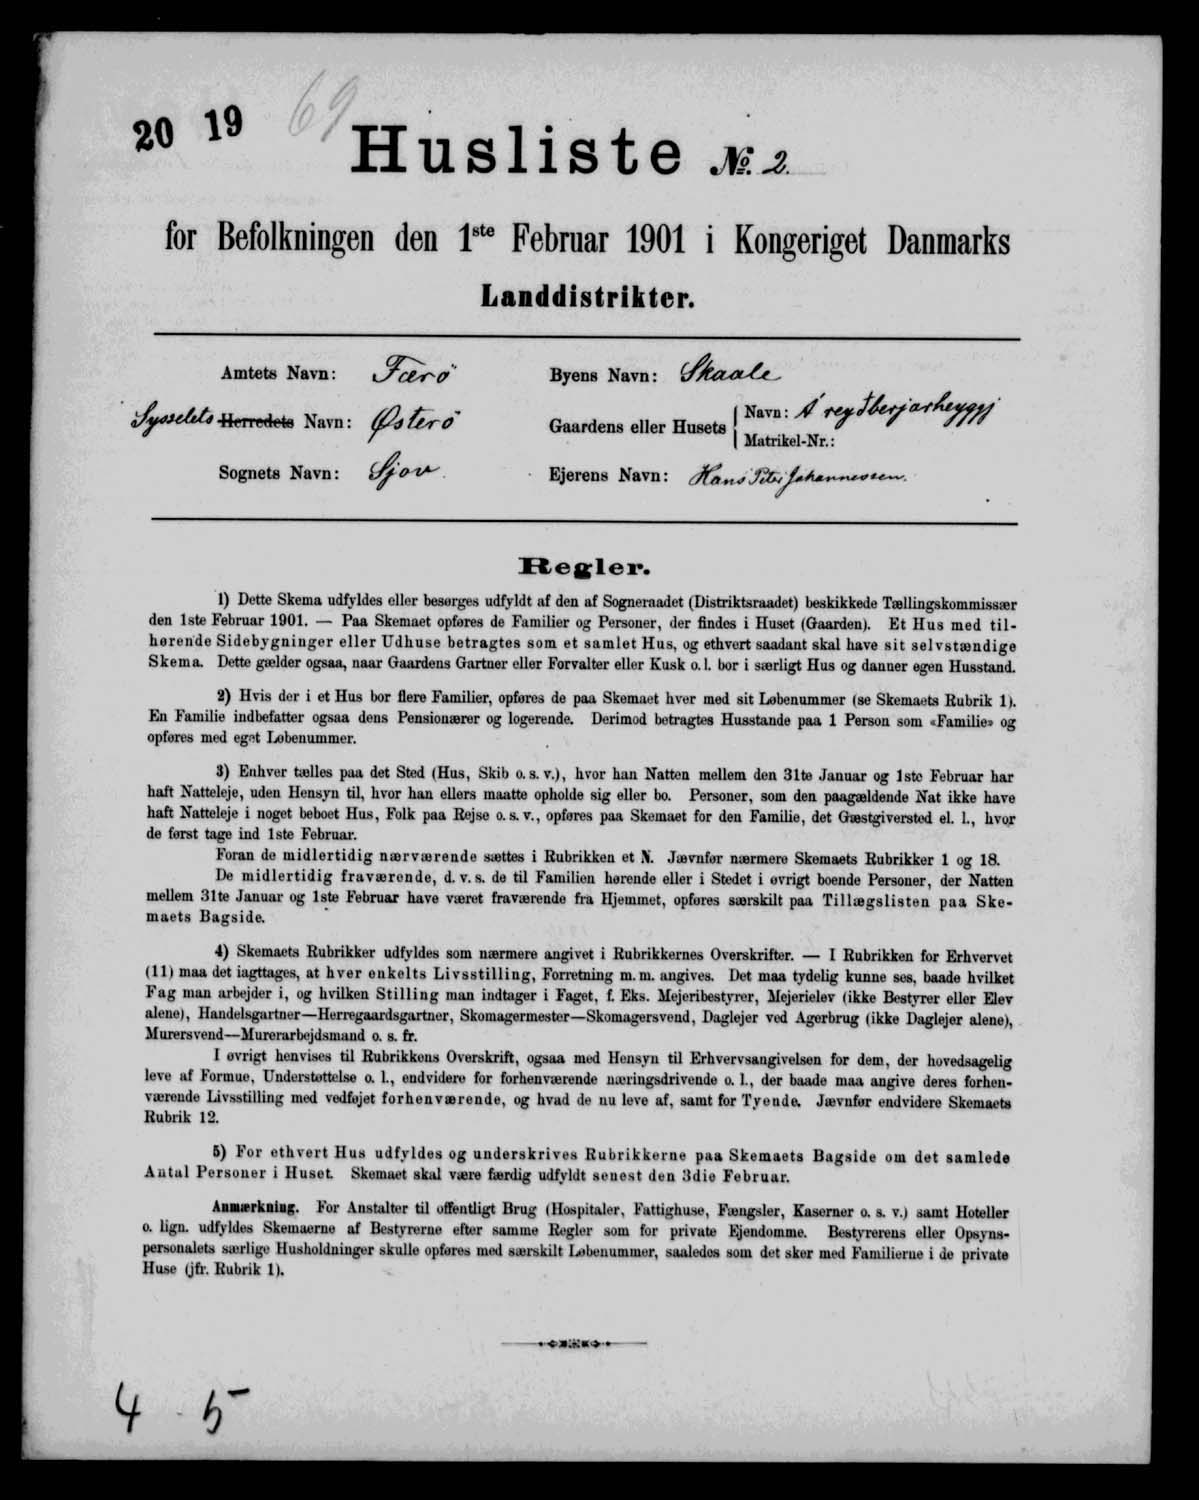 20 19 69
Husliste № 2.
for Befolkningen den 1ste Februar 1901 i Kongeriget Danmarks
Landdistrikter.
Amtets Navn: Færö
Sysselets Herredets Navn: Østerö
Sognets Navn: Sjov
Byens Navn: Skaale
Gaardens eller Husets Navn: Á reyðberjarheyggj
Matrikel-Nr.:
Ejerens Navn: Hans Peter Johannessen.
Regler.
1) Dette Skema udfyldes eller besørges udfyldt af den af Sogneraadet (Distriktsraadet) beskikkede Tællingskommissær
den 1ste Februar 1901. — Paa Skemaet opføres de Familier og Personer, der findes i Huset (Gaarden). Et Hus med til-
hørende Sidebygninger eller Udhuse betragtes som et samlet Hus, og ethvert saadant skal have sit selvstændige
Skema. Dette gælder ogsaa, naar Gaardens Gartner eller Forvalter eller Kusk o. l. bor i særligt Hus og danner egen Husstand.
2) Hvis der i et Hus bor flere Familier, opføres de paa Skemaet hver med sit Løbenummer (se Skemaets Rubrik 1).
En Familie indbefatter ogsaa dens Pensionærer og logerende. Derimod betragtes Husstande paa 1 Person som «Familie» og
opføres med eget Løbenummer.
3) Enhver tælles paa det Sted (Hus, Skib o. s. v.), hvor han Natten mellem den 31te Januar og 1ste Februar har
haft Natteleje, uden Hensyn til, hvor han ellers maatte opholde sig eller bo. Personer, som den paagældende Nat ikke have
haft Natteleje i noget beboet Hus, Folk paa Rejse o. s. v., opføres paa Skemaet for den Familie, det Gæstgiversted el. l., hvor
de først tage ind 1ste Februar.
Foran de midlertidig nærværende sættes i Rubrikken et N. Jævnfør nærmere Skemaets Rubrikker 1 og 18.
De midlertidig fraværende, d. v. s. de til Familien hørende eller i Stedet i øvrigt boende Personer, der Natten
mellem 31te Januar og 1ste Februar have været fraværende fra Hjemmet, opføres særskilt paa Tillægslisten paa Ske-
maets Bagside.
4) Skemaets Rubrikker udfyldes som nærmere angivet i Rubrikkernes Overskrifter. — I Rubrikken for Erhvervet
(11) maa det iagttages, at hver enkelts Livsstilling, Forretning m. m. angives. Det maa tydelig kunne ses, baade hvilket
Fag man arbejder i, og hvilken Stilling man indtager i Faget, f. Eks. Mejeribestyrer, Mejerielev (ikke Bestyrer eller Elev
alene), Handelsgartner—Herregaardsgartner, Skomagermester—Skomagersvend, Daglejer ved Agerbrug (ikke Daglejer alene),
Murersvend—Murerarbejdsmand o. s. fr.
I øvrigt henvises til Rubrikkens Overskrift, ogsaa med Hensyn til Erhvervsangivelsen for dem, der hovedsagelig
leve af Formue, Understøttelse o. l., endvidere for forhenværende næringsdrivende o. l., der baade maa angive deres forhen-
værende Livsstilling med vedføjet forhenværende, og hvad de nu leve af, samt for Tyende. Jævnfør endvidere Skemaets
Rubrik 12.
5) For ethvert Hus udfyldes og underskrives Rubrikkerne paa Skemaets Bagside om det samlede
Antal Personer i Huset. Skemaet skal være færdig udfyldt senest den 3die Februar.
Anmærkning. For Anstalter til offentligt Brug (Hospitaler, Fattighuse, Fængsler, Kaserner o. s. v.) samt Hoteller
o. lign. udfyldes Skemaerne af Bestyrerne efter samme Regler som for private Ejendomme. Bestyrerens eller Opsyns-
personalets særlige Husholdninger skulle opføres med særskilt Løbenummer, saaledes som det sker med Familierne i de private
Huse (jfr. Rubrik 1).
4 - 5